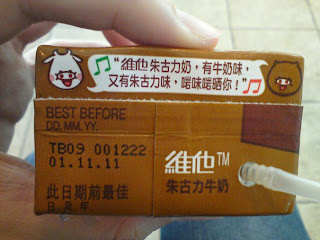 “維他朱古力奶，有牛奶味，
又有朱古力味，啱味啱晒你！”
BEST BEFORE
DD. MM. YY.
TB09 001222
01.11.11
此日期前最佳
日 月 年
維他™
朱古力牛奶